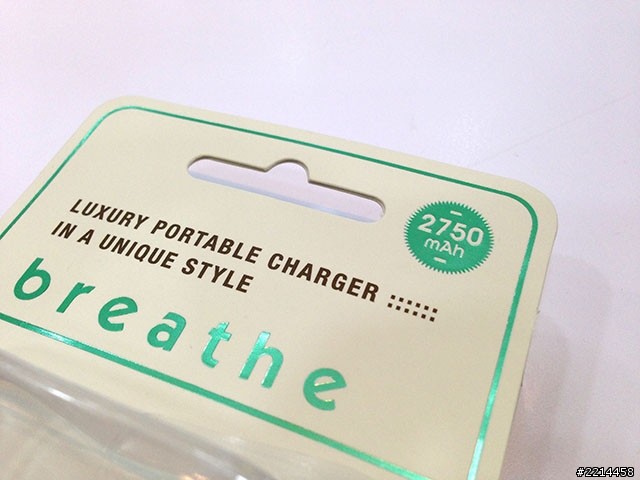 2750
mAh
LUXURY PORTABLE CHARGER
IN A UNIQUE STYLE
breathe
#2214458